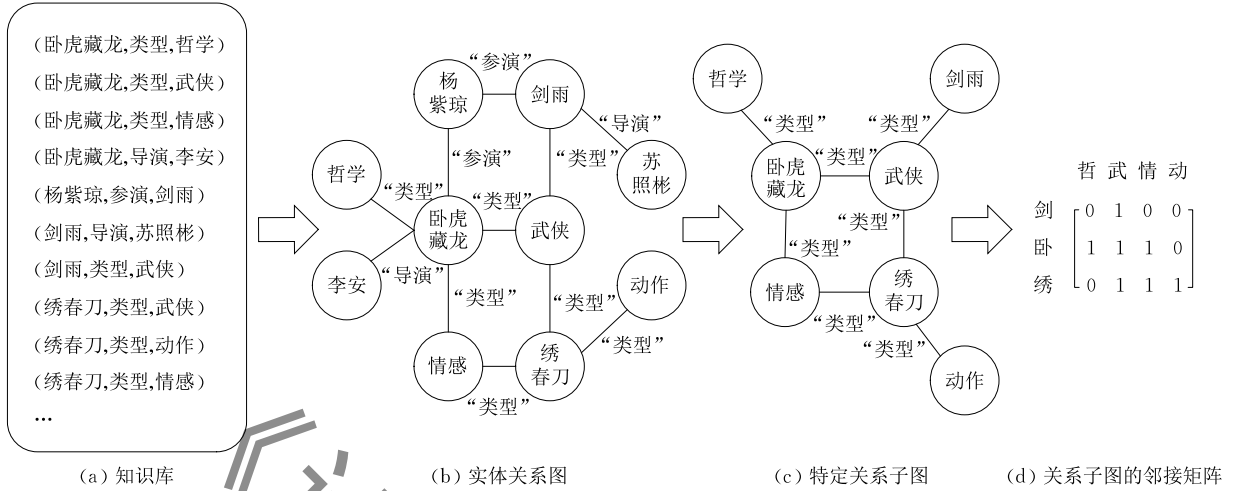 (卧虎藏龙,类型,哲学)
(卧虎藏龙,类型,武侠)
(卧虎藏龙,类型,情感)
(卧虎藏龙,导演,李安)
(杨紫琼,参演,剑雨)
(剑雨,导演,苏照彬)
(剑雨,类型,武侠)
(绣春刀,类型,武侠)
(绣春刀,类型,动作)
(绣春刀,类型,情感)
…
(a) 知识库
“参演”
杨
紫琼
剑雨
“导演”
“参演”
“类型”
苏
照彬
哲学
“类型”
“类型”
卧虎
藏龙
武侠
李安
“导演”
“类型”
“类型”
动作
“类型”
情感
绣
春刀
“类型”
(b) 实体关系图
哲学
剑雨
“类型”
“类型”
“类型”
卧虎
藏龙
武侠
“类型”
“类型”
情感
绣
春刀
“类型”
“类型”
动作
(c) 特定关系子图
哲 武 情 动
剑 0 1 0 0
卧 1 1 1 0
绣 0 1 1 1
(d) 关系子图的邻接矩阵